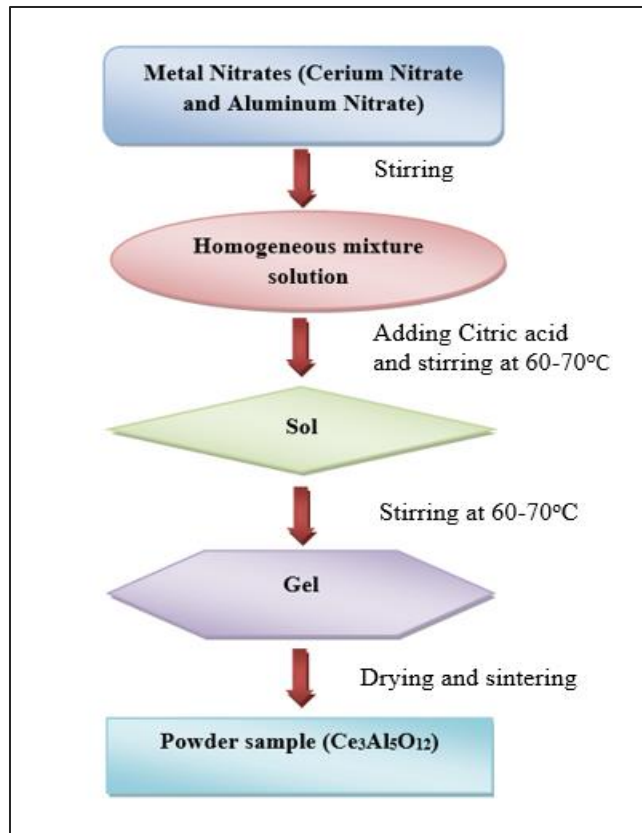 Metal Nitrates (Cerium Nitrate
and Aluminum Nitrate)
Stirring
Homogeneous mixture
solution
Adding Citric acid
and stirring at 60-70°C
Sol
Stirring at 60-70°C
Gel
Drying and sintering
Powder sample (Ce₃Al₅O₁₂)